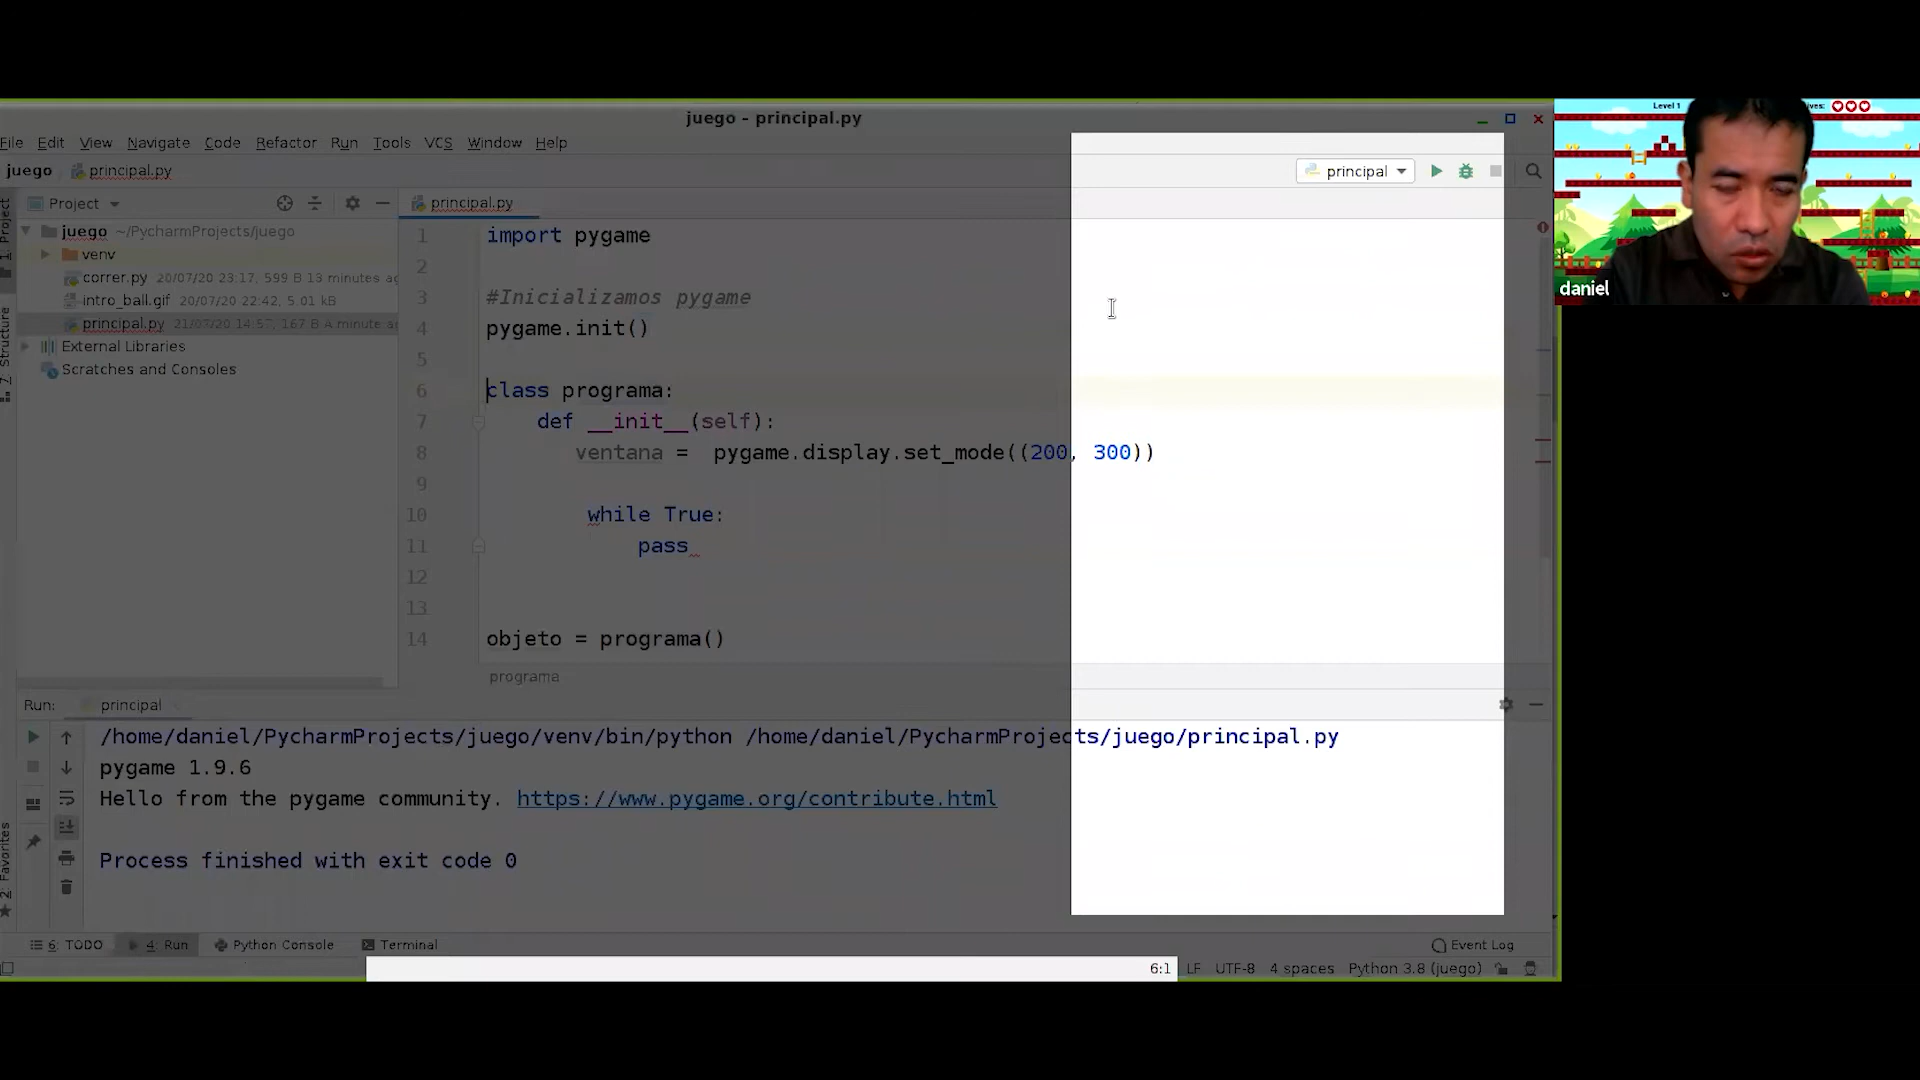 juego – principal.py
File Edit View Navigate Code Refactor Run Tools VCS Window Help
juego principal.py
principal
Project
principal.py
juego ~/PycharmProjects/juego
venv
correr.py 20/07/20 23:17, 599 B 13 minutes ag
intro_ball.gif 20/07/20 22:42, 5.01 kB
principal.py 21/07/20 14:57, 167 B A minute ag
External Libraries
Scratches and Consoles
1: Project
7: Structure
2: Favorites
1 import pygame
2
3 #Inicializamos pygame
4 pygame.init()
5
6 class programa:
7 def __init__(self):
8 ventana = pygame.display.set_mode((200, 300))
9
10 while True:
11 pass
12
13
14 objeto = programa()
programa
Run: principal
/home/daniel/PycharmProjects/juego/venv/bin/python /home/daniel/PycharmProjects/juego/principal.py
pygame 1.9.6
Hello from the pygame community. https://www.pygame.org/contribute.html
Process finished with exit code 0
6: TODO 4: Run Python Console Terminal Event Log
6:1 LF UTF-8 4 spaces Python 3.8 (juego)
Level 1
daniel